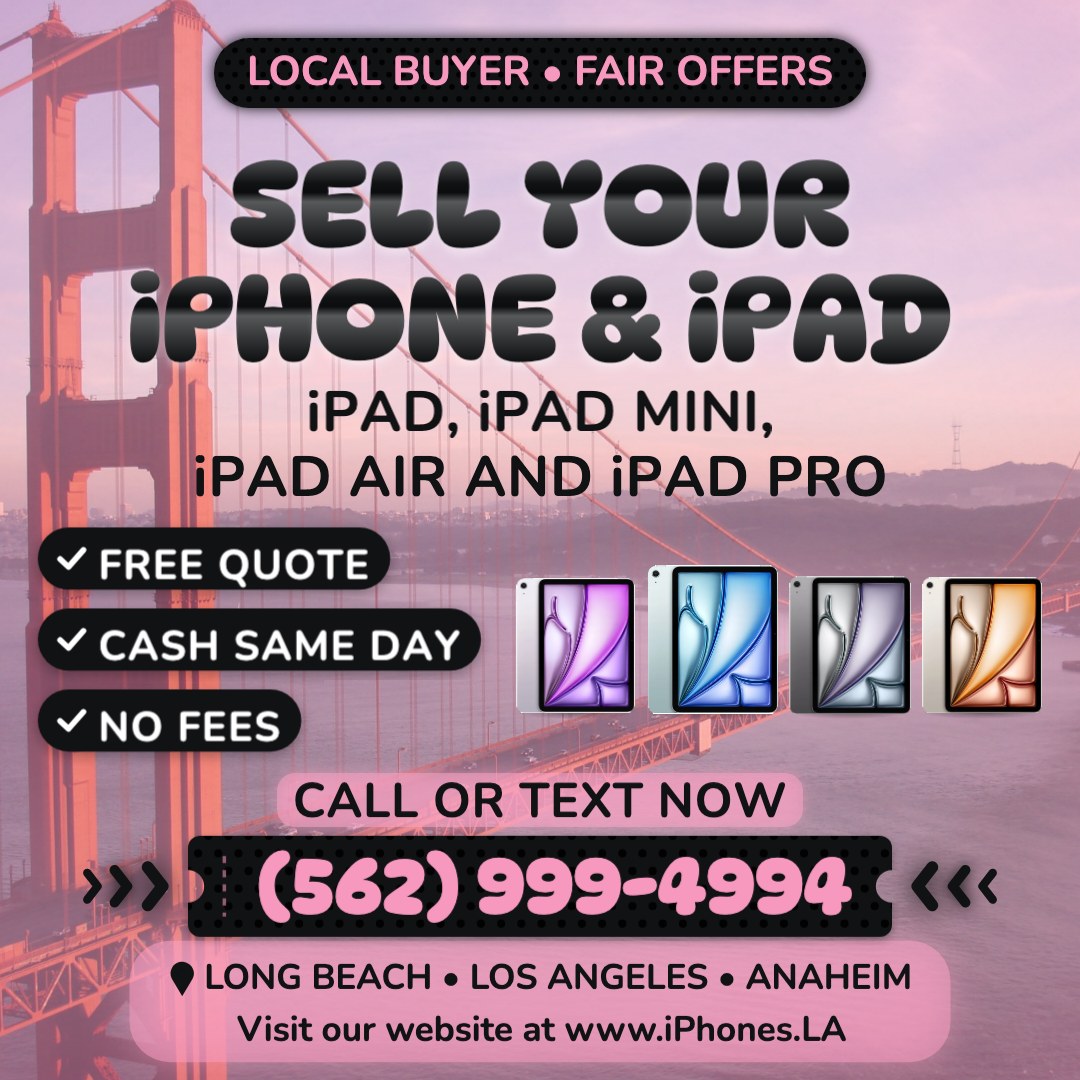 LOCAL BUYER • FAIR OFFERS
SELL YOUR
iPHONE & iPAD
iPAD, iPAD MINI,
iPAD AIR AND iPAD PRO
✓ FREE QUOTE
✓ CASH SAME DAY
✓ NO FEES
CALL OR TEXT NOW
(562) 999-4994
LONG BEACH • LOS ANGELES • ANAHEIM
Visit our website at www.iPhones.LA